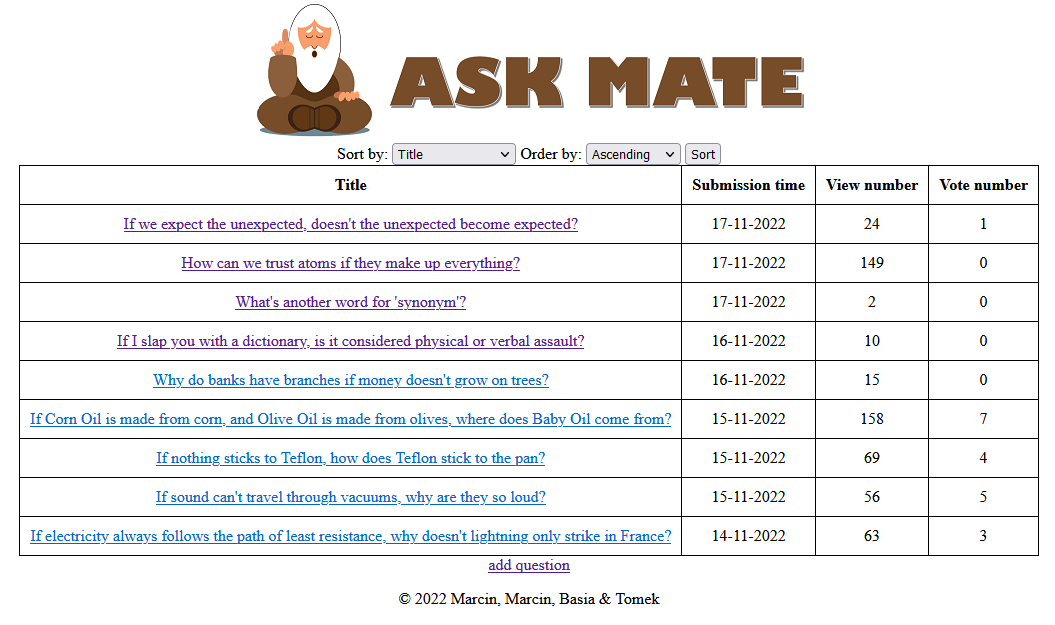 ASK MATE
Sort by: Title Order by: Ascending Sort
Title Submission time View number Vote number
If we expect the unexpected, doesn't the unexpected become expected? 17-11-2022 24 1
How can we trust atoms if they make up everything? 17-11-2022 149 0
What's another word for 'synonym'? 17-11-2022 2 0
If I slap you with a dictionary, is it considered physical or verbal assault? 16-11-2022 10 0
Why do banks have branches if money doesn't grow on trees? 16-11-2022 15 0
If Corn Oil is made from corn, and Olive Oil is made from olives, where does Baby Oil come from? 15-11-2022 158 7
If nothing sticks to Teflon, how does Teflon stick to the pan? 15-11-2022 69 4
If sound can't travel through vacuums, why are they so loud? 15-11-2022 56 5
If electricity always follows the path of least resistance, why doesn't lightning only strike in France? 14-11-2022 63 3
add question
© 2022 Marcin, Marcin, Basia & Tomek